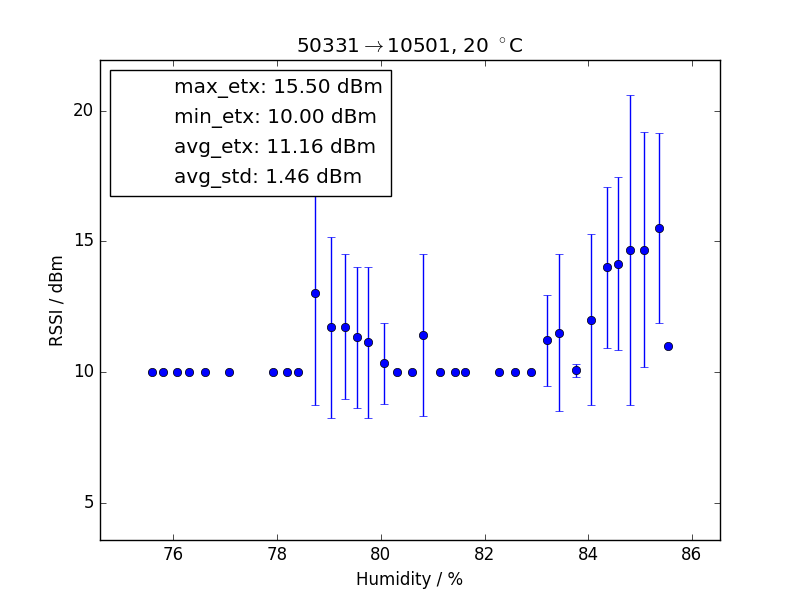 50331→10501, 20 °C
max_etx: 15.50 dBm
min_etx: 10.00 dBm
avg_etx: 11.16 dBm
avg_std: 1.46 dBm
RSSI / dBm
20
15
10
5
76 78 80 82 84 86
Humidity / %